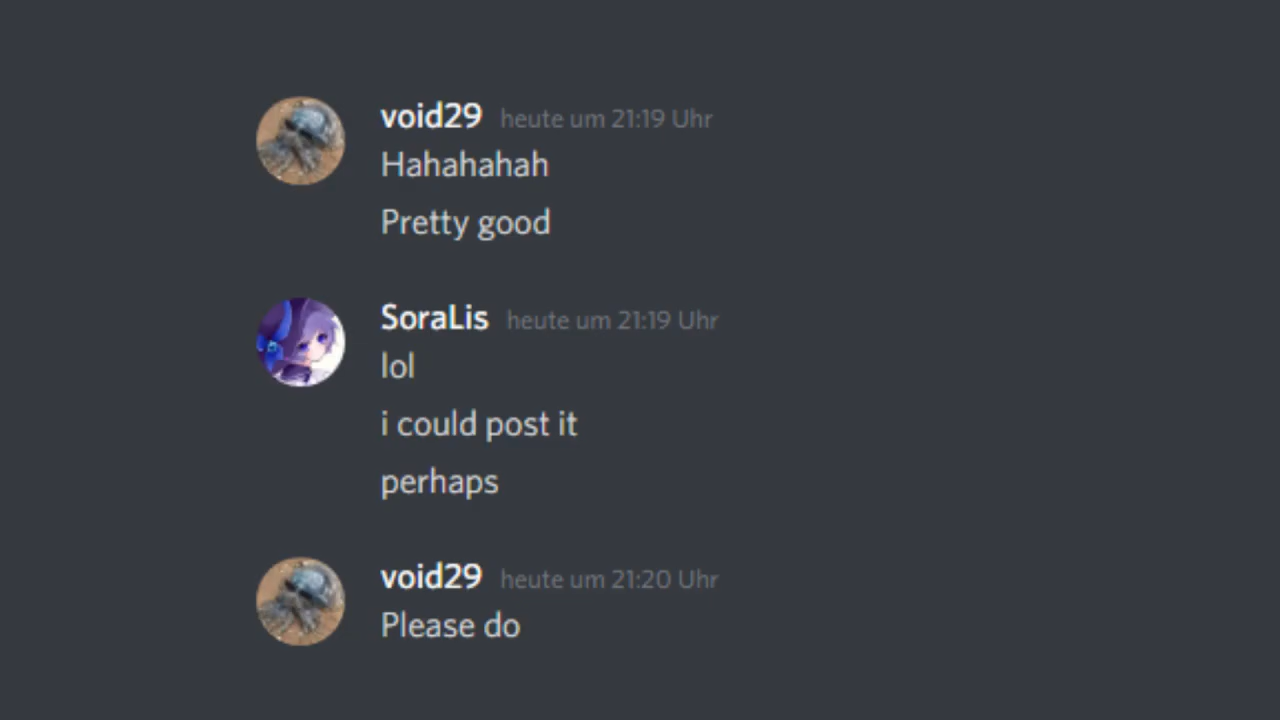 void29 heute um 21:19 Uhr
Hahahahah
Pretty good
SoraLis heute um 21:19 Uhr
lol
i could post it
perhaps
void29 heute um 21:20 Uhr
Please do